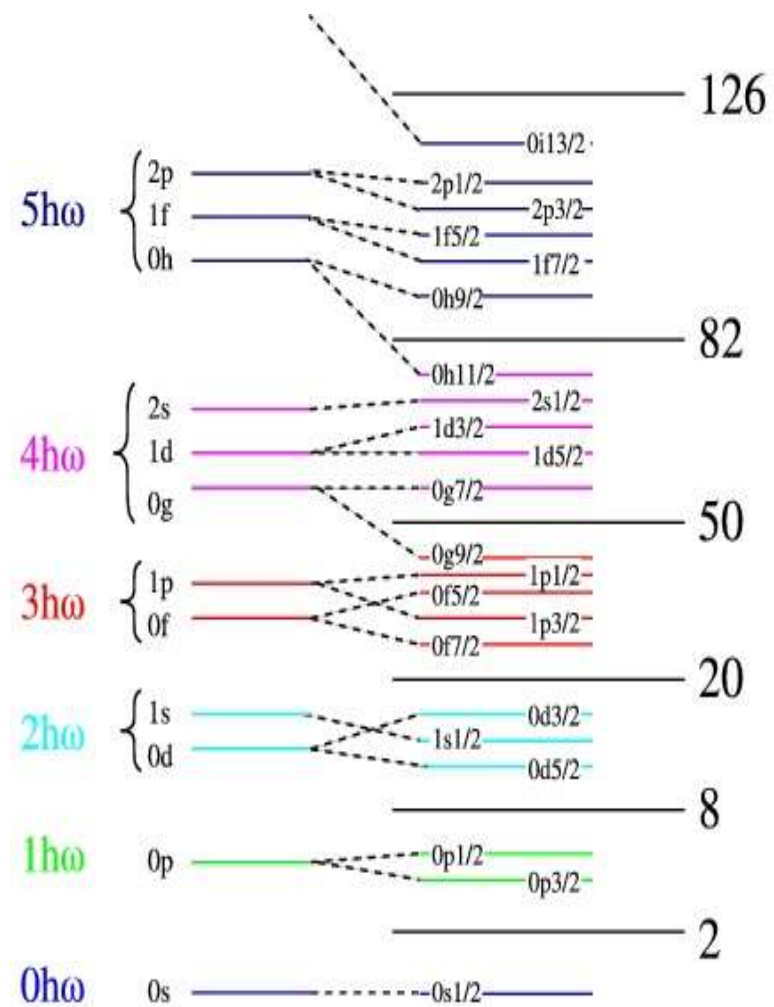 126
0i13/2
2p
2p1/2
5hω
1f
2p3/2
1f5/2
0h
1f7/2
0h9/2
82
0h11/2
2s
2s1/2
1d3/2
4hω
1d
1d5/2
0g
0g7/2
50
0g9/2
1p
1p1/2
3hω
0f5/2
0f
1p3/2
0f7/2
20
1s
0d3/2
2hω
1s1/2
0d
0d5/2
8
1hω
0p
0p1/2
0p3/2
2
0hω
0s
0s1/2